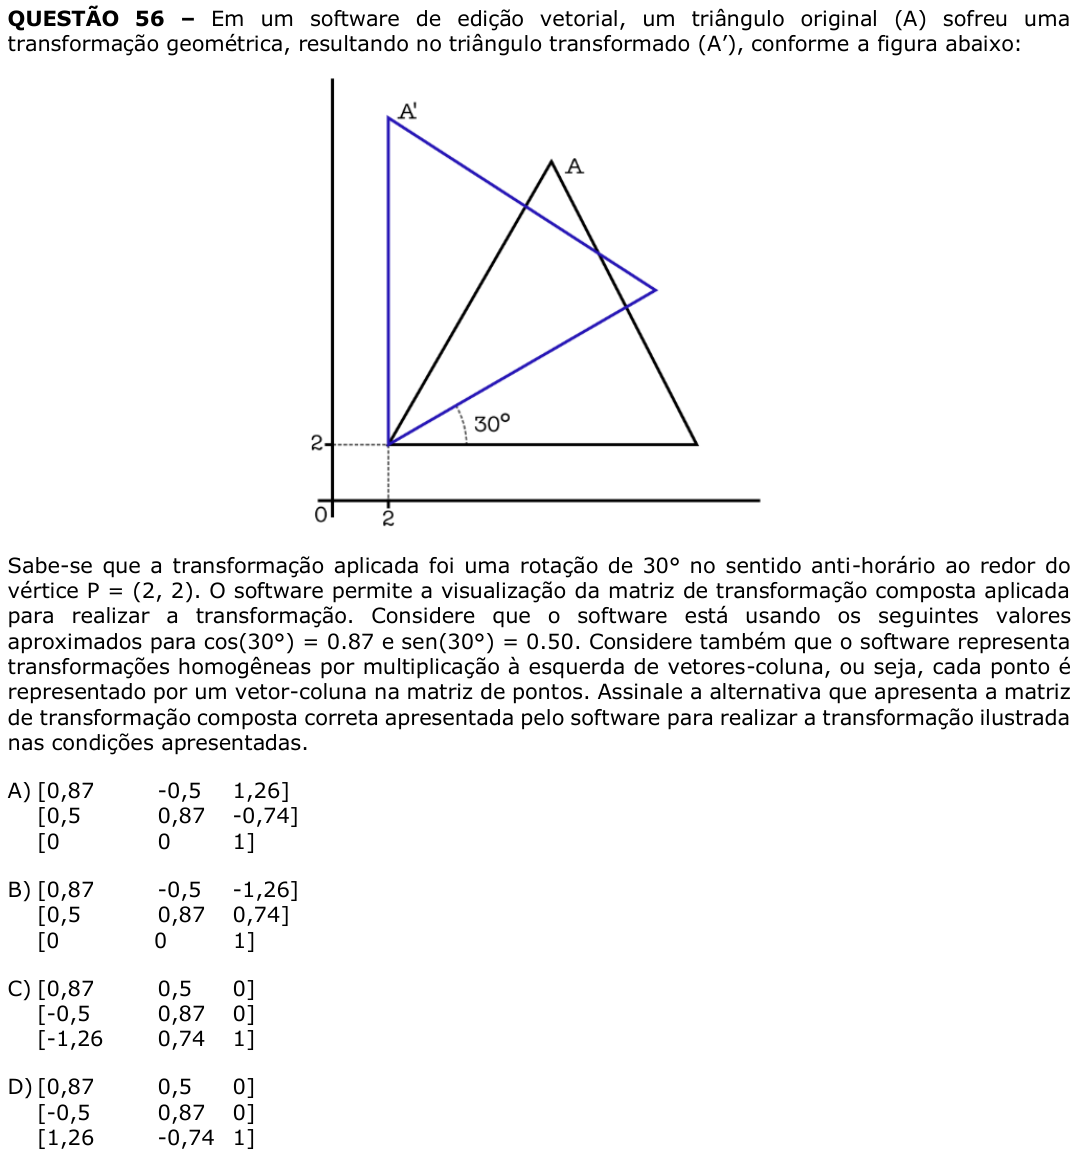 QUESTÃO 56 – Em um software de edição vetorial, um triângulo original (A) sofreu uma
transformação geométrica, resultando no triângulo transformado (A’), conforme a figura abaixo:
A'
A
30º
2
0
2
Sabe-se que a transformação aplicada foi uma rotação de 30° no sentido anti-horário ao redor do
vértice P = (2, 2). O software permite a visualização da matriz de transformação composta aplicada
para realizar a transformação. Considere que o software está usando os seguintes valores
aproximados para cos(30°) = 0.87 e sen(30°) = 0.50. Considere também que o software representa
transformações homogêneas por multiplicação à esquerda de vetores-coluna, ou seja, cada ponto é
representado por um vetor-coluna na matriz de pontos. Assinale a alternativa que apresenta a matriz
de transformação composta correta apresentada pelo software para realizar a transformação ilustrada
nas condições apresentadas.
A) [0,87 -0,5 1,26]
[0,5 0,87 -0,74]
[0 0 1]
B) [0,87 -0,5 -1,26]
[0,5 0,87 0,74]
[0 0 1]
C) [0,87 0,5 0]
[-0,5 0,87 0]
[-1,26 0,74 1]
D) [0,87 0,5 0]
[-0,5 0,87 0]
[1,26 -0,74 1]